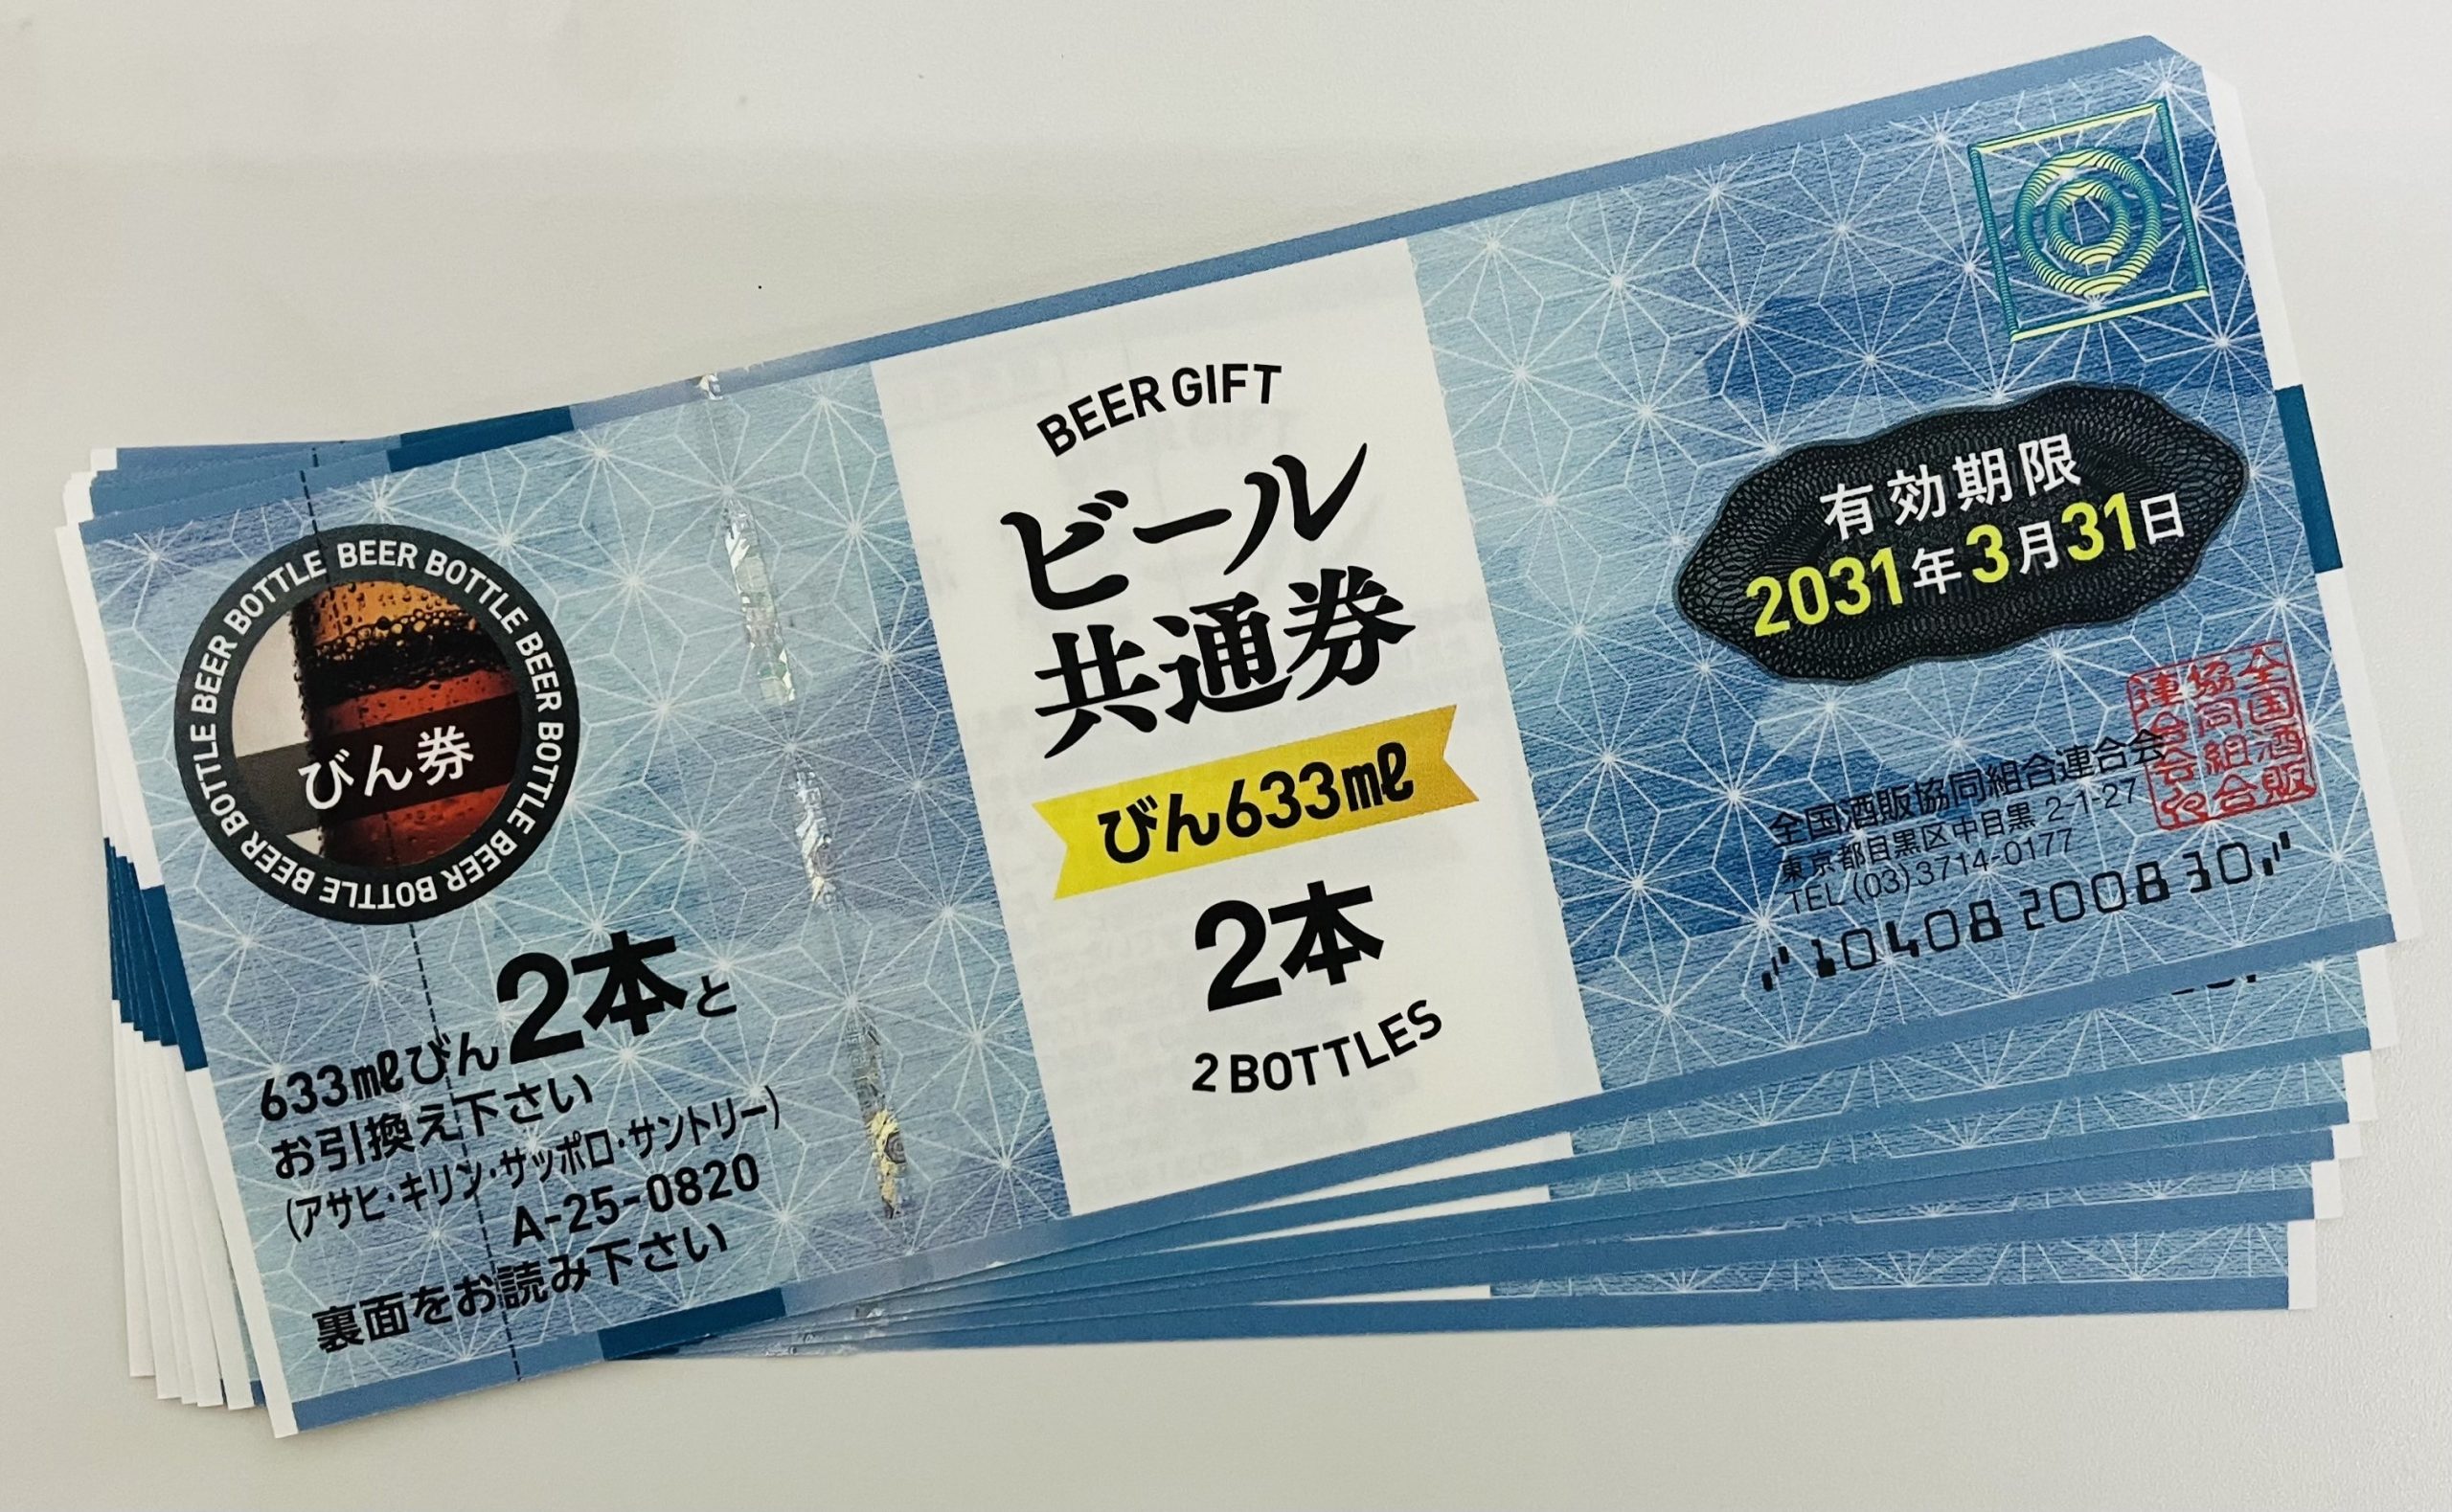 BEER BOTTLE BEER BOTTLE BEER BOTTLE BEER BOTTLE BEER BOTTLE
びん券
633㎖びん2本と
お引換え下さい
(アサヒ・キリン・サッポロ・サントリー)
A-25-0820
裏面をお読み下さい
BEER GIFT
ビール
共通券
びん633㎖
2本
2 BOTTLES
有効期限
2031年3月31日
全国酒販協同組合連合会
東京都目黒区中目黒 2-1-27
TEL (03)3714-0177
全国酒販
協同組合
連合会
10408 2008 30